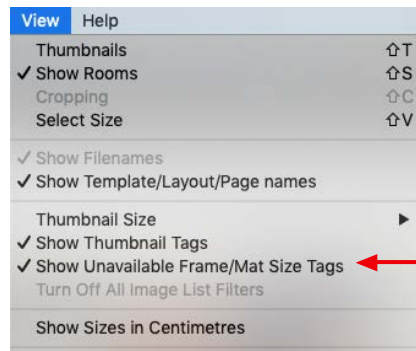 View Help
Thumbnails ⇧T
✓ Show Rooms ⇧S
Cropping ⇧C
Select Size ⇧V
✓ Show Filenames
✓ Show Template/Layout/Page names
Thumbnail Size ▶
✓ Show Thumbnail Tags
✓ Show Unavailable Frame/Mat Size Tags
Turn Off All Image List Filters
Show Sizes in Centimetres